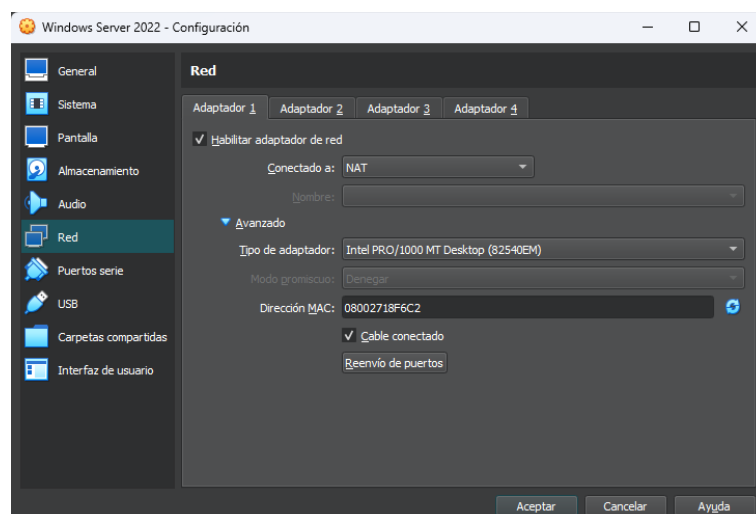 Windows Server 2022 - Configuración
General
Sistema
Pantalla
Almacenamiento
Audio
Red
Puertos serie
USB
Carpetas compartidas
Interfaz de usuario
Red
Adaptador 1 Adaptador 2 Adaptador 3 Adaptador 4
Habilitar adaptador de red
Conectado a: NAT
Nombre:
Avanzado
Tipo de adaptador: Intel PRO/1000 MT Desktop (82540EM)
Modo promiscuo: Denegar
Dirección MAC: 08002718F6C2
Cable conectado
Reenvío de puertos
Aceptar Cancelar Ayuda